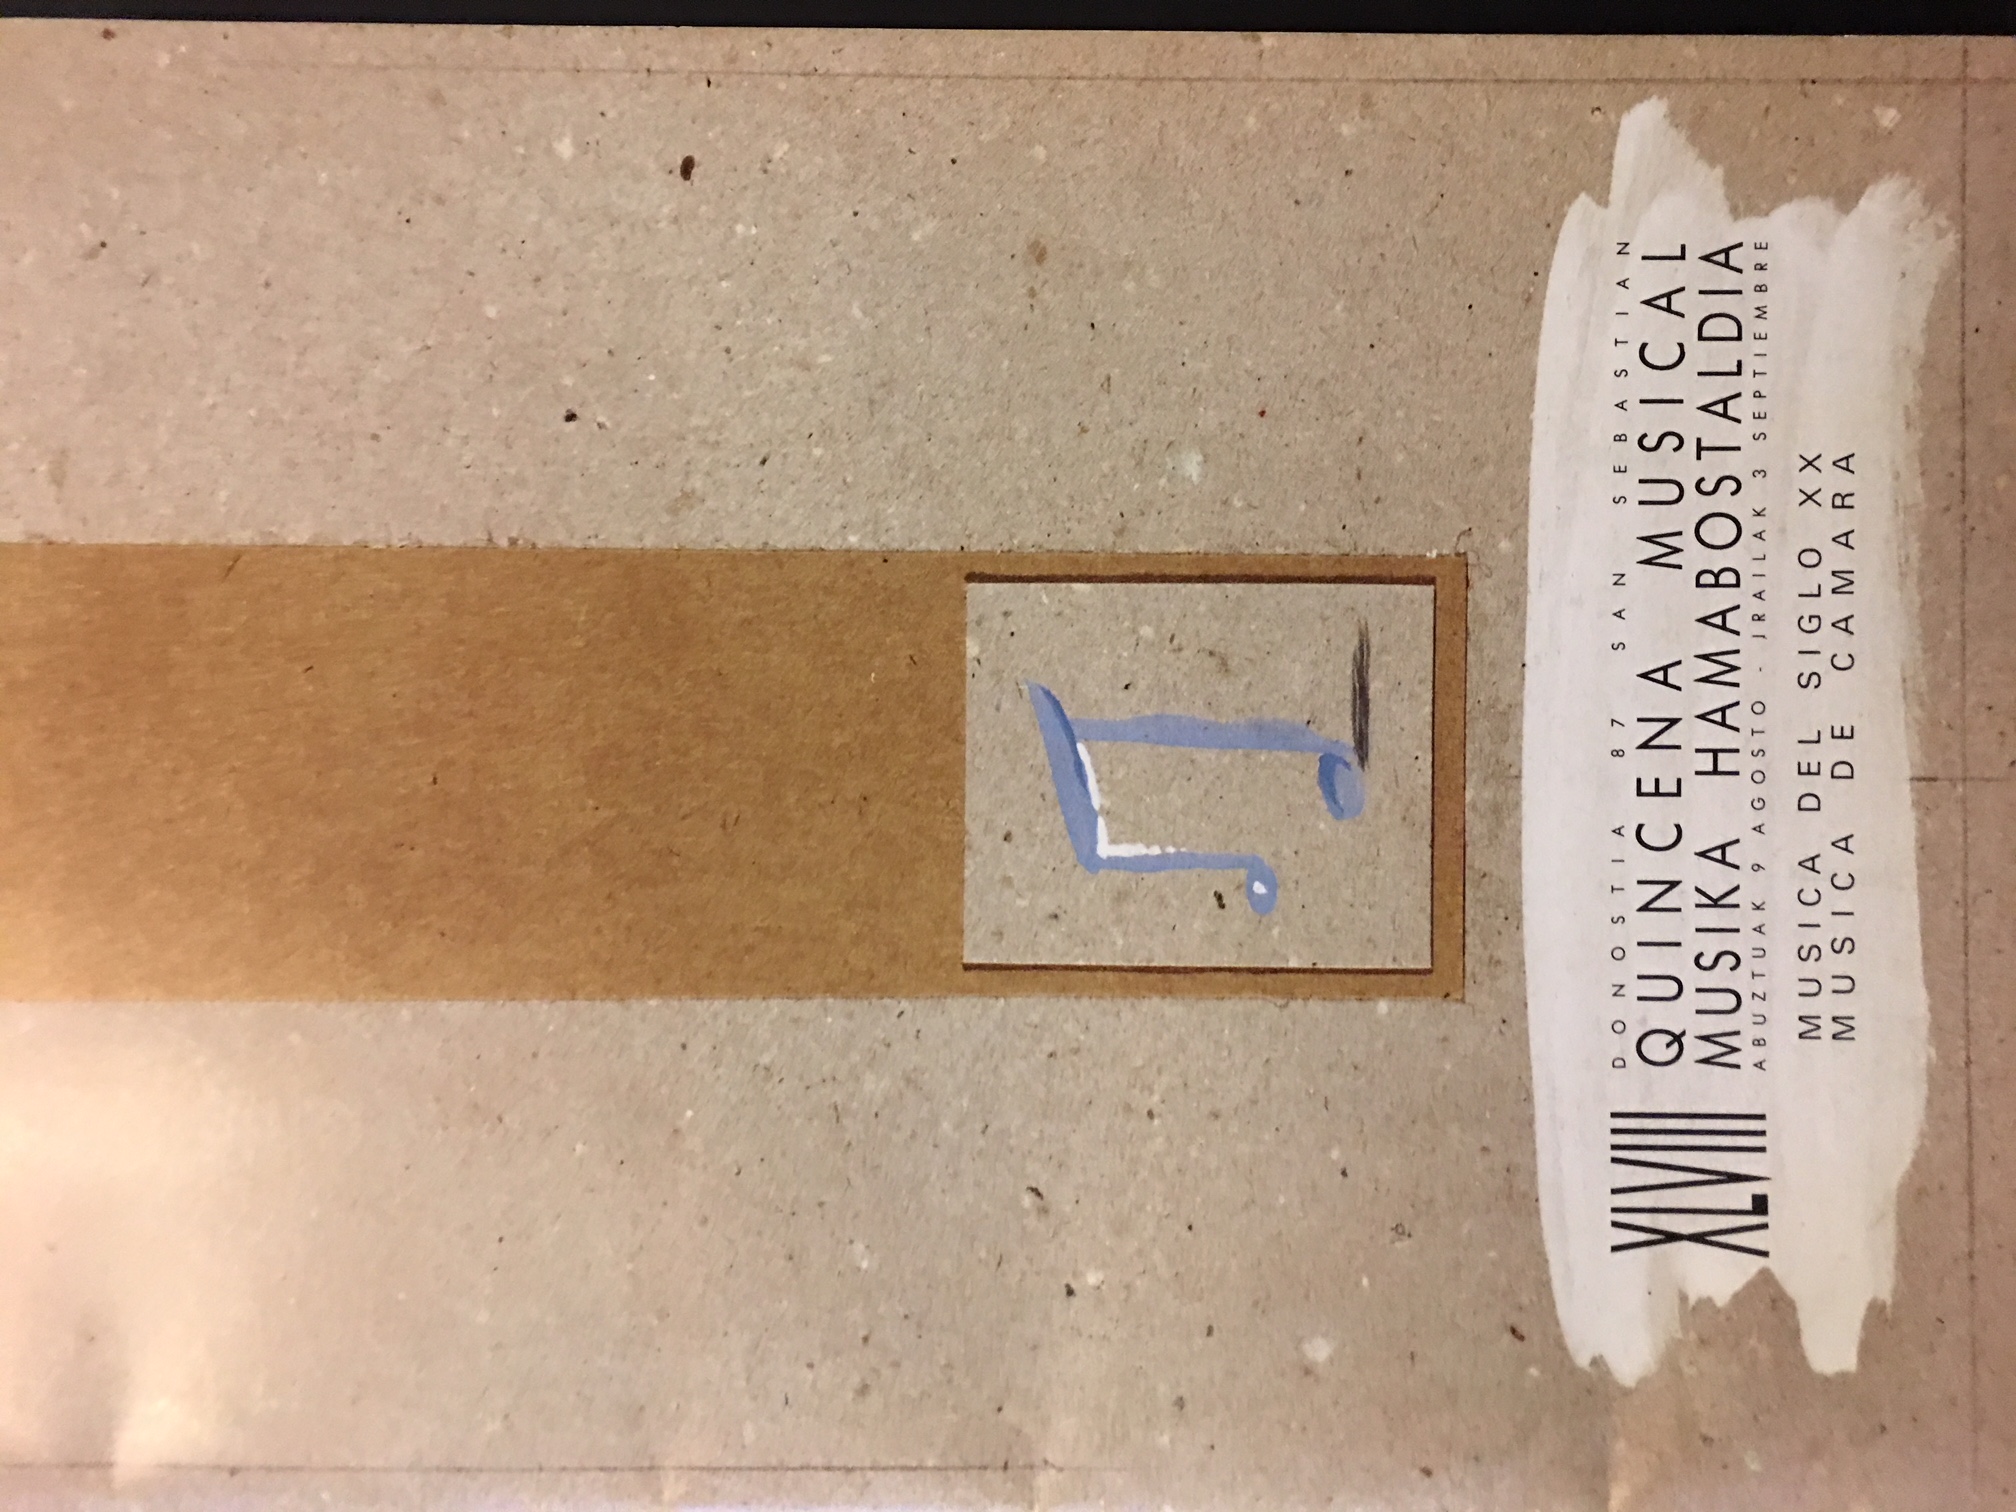 XLVIII
DONOSTIA 87 SAN SEBASTIAN
QUINCENA MUSICAL
MUSIKA HAMABOSTALDIA
ABUZTUAK 9 AGOSTO - IRAILAK 3 SEPTIEMBRE
MUSICA DEL SIGLO XX
MUSICA DE CAMARA